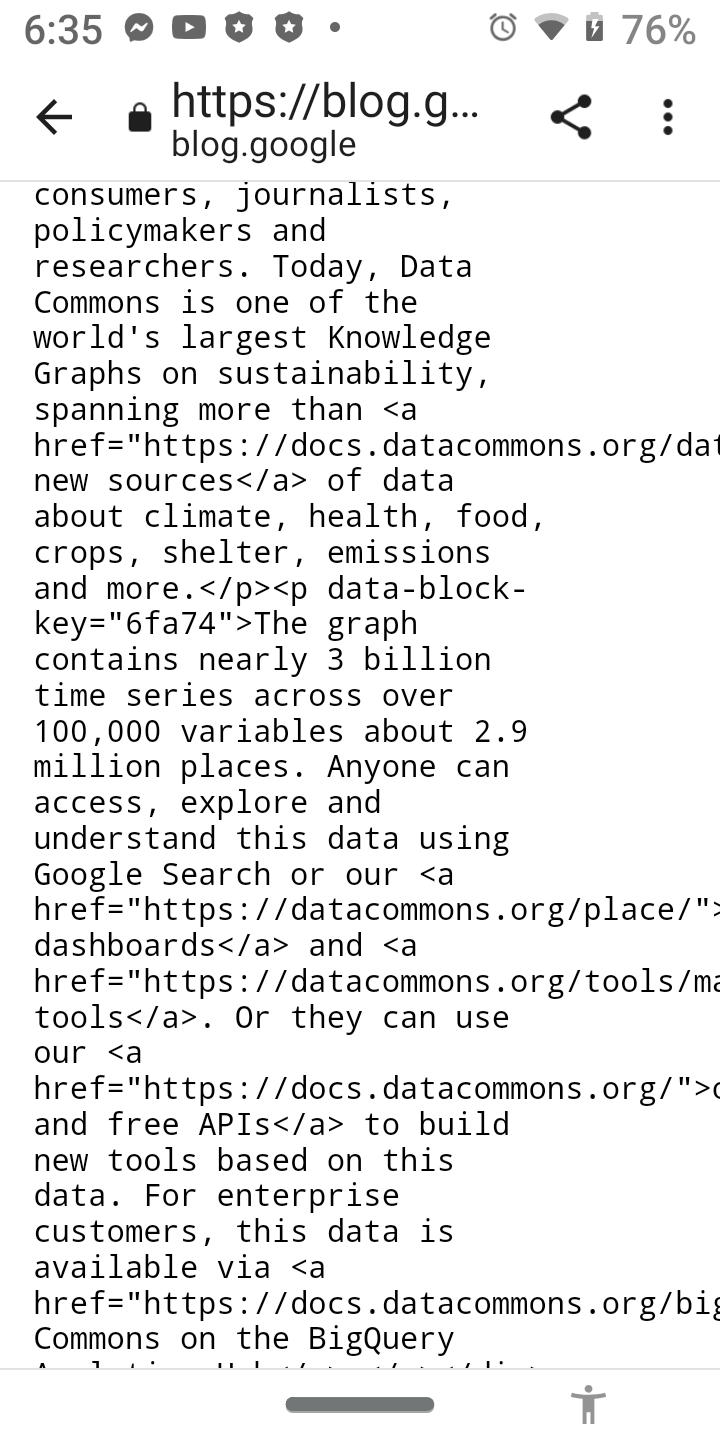 6:35
76%
https://blog.g...
blog.google
consumers, journalists,
policymakers and
researchers. Today, Data
Commons is one of the
world's largest Knowledge
Graphs on sustainability,
spanning more than <a
href="https://docs.datacommons.org/dat
new sources</a> of data
about climate, health, food,
crops, shelter, emissions
and more.</p><p data-block-
key="6fa74">The graph
contains nearly 3 billion
time series across over
100,000 variables about 2.9
million places. Anyone can
access, explore and
understand this data using
Google Search or our <a
href="https://datacommons.org/place/">
dashboards</a> and <a
href="https://datacommons.org/tools/ma
tools</a>. Or they can use
our <a
href="https://docs.datacommons.org/">o
and free APIs</a> to build
new tools based on this
data. For enterprise
customers, this data is
available via <a
href="https://docs.datacommons.org/big
Commons on the BigQuery